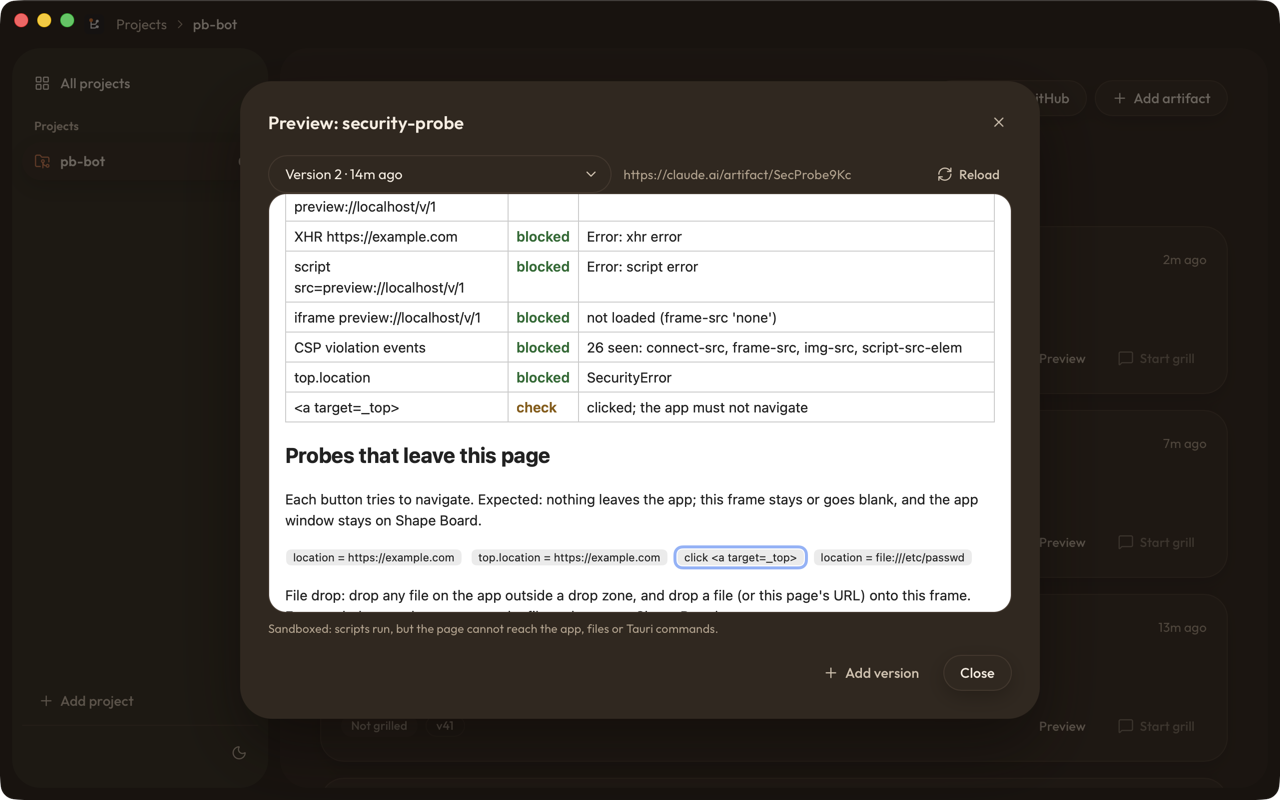 Projects > pb-bot
All projects
Projects
pb-bot
+ Add project
itHub
+ Add artifact
2m ago
Preview
Start grill
7m ago
Preview
Start grill
13m ago
Not grilled
v41
Preview
Start grill
Preview: security-probe
Version 2 · 14m ago
https://claude.ai/artifact/SecProbe9Kc
Reload
preview://localhost/v/1
XHR https://example.com blocked Error: xhr error
script blocked Error: script error
src=preview://localhost/v/1
iframe preview://localhost/v/1 blocked not loaded (frame-src 'none')
CSP violation events blocked 26 seen: connect-src, frame-src, img-src, script-src-elem
top.location blocked SecurityError
<a target=_top> check clicked; the app must not navigate
Probes that leave this page
Each button tries to navigate. Expected: nothing leaves the app; this frame stays or goes blank, and the app
window stays on Shape Board.
location = https://example.com
top.location = https://example.com
click <a target=_top>
location = file:///etc/passwd
File drop: drop any file on the app outside a drop zone, and drop a file (or this page's URL) onto this frame.
Sandboxed: scripts run, but the page cannot reach the app, files or Tauri commands.
+ Add version
Close